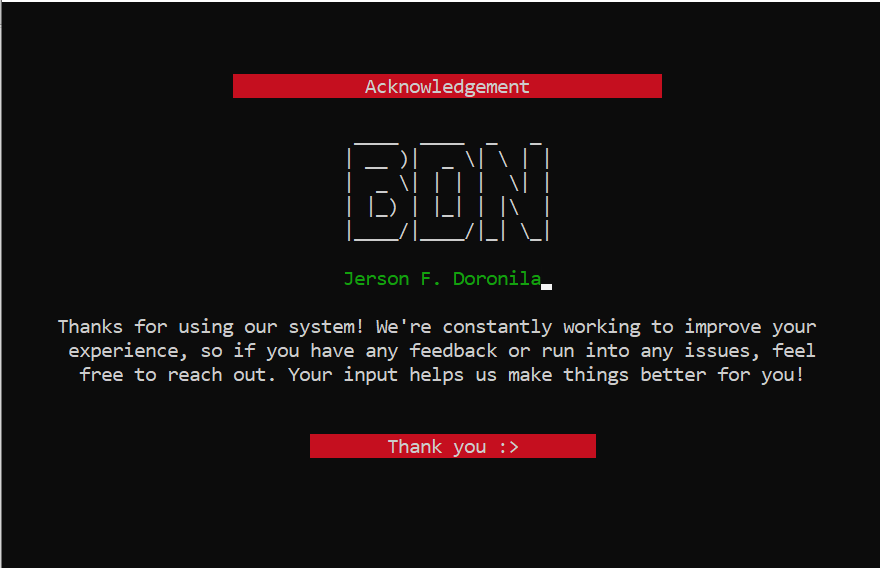 Acknowledgement
BDN
Jerson F. Doronila
Thanks for using our system! We're constantly working to improve your
experience, so if you have any feedback or run into any issues, feel
free to reach out. Your input helps us make things better for you!
Thank you :>